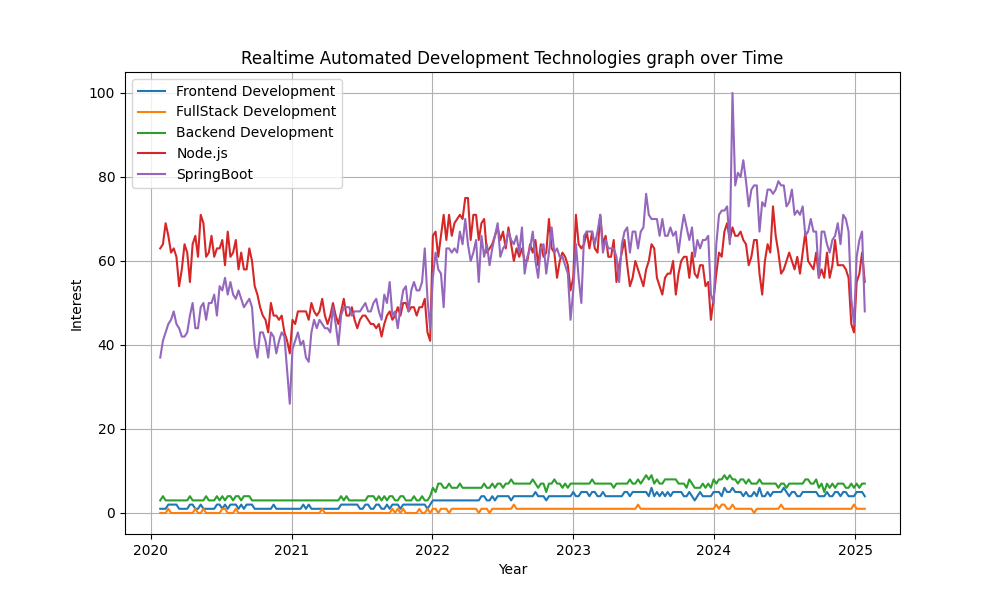 Realtime Automated Development Technologies graph over Time
Frontend Development
FullStack Development
Backend Development
Node.js
SpringBoot
100
80
60
40
20
0
Interest
2020
2021
2022
2023
2024
2025
Year